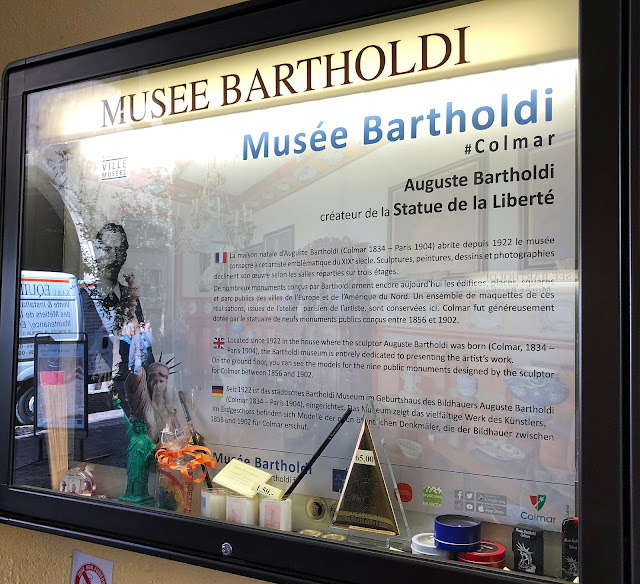 MUSEE BARTHOLDI
VILLE
MUSÉES
Musée Bartholdi
#Colmar
Auguste Bartholdi
créateur de la Statue de la Liberté
La maison natale d'Auguste Bartholdi (Colmar 1834 – Paris 1904) abrite depuis 1922 le musée
consacré à cet artiste emblématique du XIXᵉ siècle. Sculptures, peintures, dessins et photographies
déclinent son œuvre selon les salles réparties sur trois étages.
De nombreux monuments conçus par Bartholdi ornent encore aujourd'hui les édifices, places, squares
et parc publics des villes de l'Europe et de l'Amérique du Nord. Un ensemble de maquettes de ces
réalisations, issues de l'atelier parisien de l'artiste, sont conservées ici. Colmar fut généreusement
dotée par le statuaire de neufs monuments publics conçus entre 1856 et 1902.
Located since 1922 in the house where the sculptor Auguste Bartholdi was born (Colmar, 1834 –
Paris 1904), the Bartholdi museum is entirely dedicated to presenting the artist's work.
On the ground floor, you can see the models for the nine public monuments designed by the sculptor
for Colmar between 1856 and 1902.
Seit 1922 ist das städtisches Bartholdi Museum im Geburtshaus des Bildhauers Auguste Bartholdi
(Colmar 1834 – Paris 1904), eingerichtet. Das Museum zeigt das vielfältige Werk des Künstlers.
Im Erdgeschoss befinden sich Modelle der neun öffentlichen Denkmäler, die der Bildhauer zwischen
1856 und 1902 für Colmar erschuf.
Musée Bartholdi
65,00
1,50
Colmar
EQUI